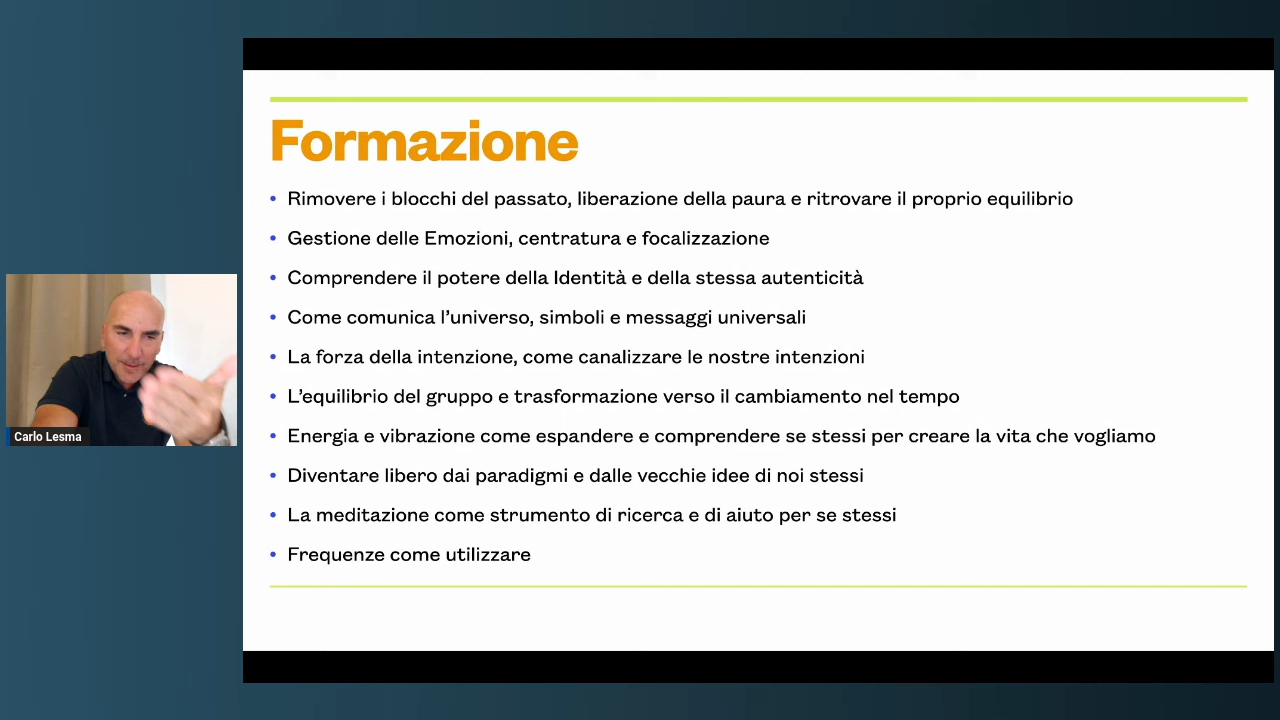 Formazione
• Rimovere i blocchi del passato, liberazione della paura e ritrovare il proprio equilibrio
• Gestione delle Emozioni, centratura e focalizzazione
• Comprendere il potere della Identità e della stessa autenticità
• Come comunica l’universo, simboli e messaggi universali
• La forza della intenzione, come canalizzare le nostre intenzioni
• L’equilibrio del gruppo e trasformazione verso il cambiamento nel tempo
• Energia e vibrazione come espandere e comprendere se stessi per creare la vita che vogliamo
• Diventare libero dai paradigmi e dalle vecchie idee di noi stessi
• La meditazione come strumento di ricerca e di aiuto per se stessi
• Frequenze come utilizzare
Carlo Lesma